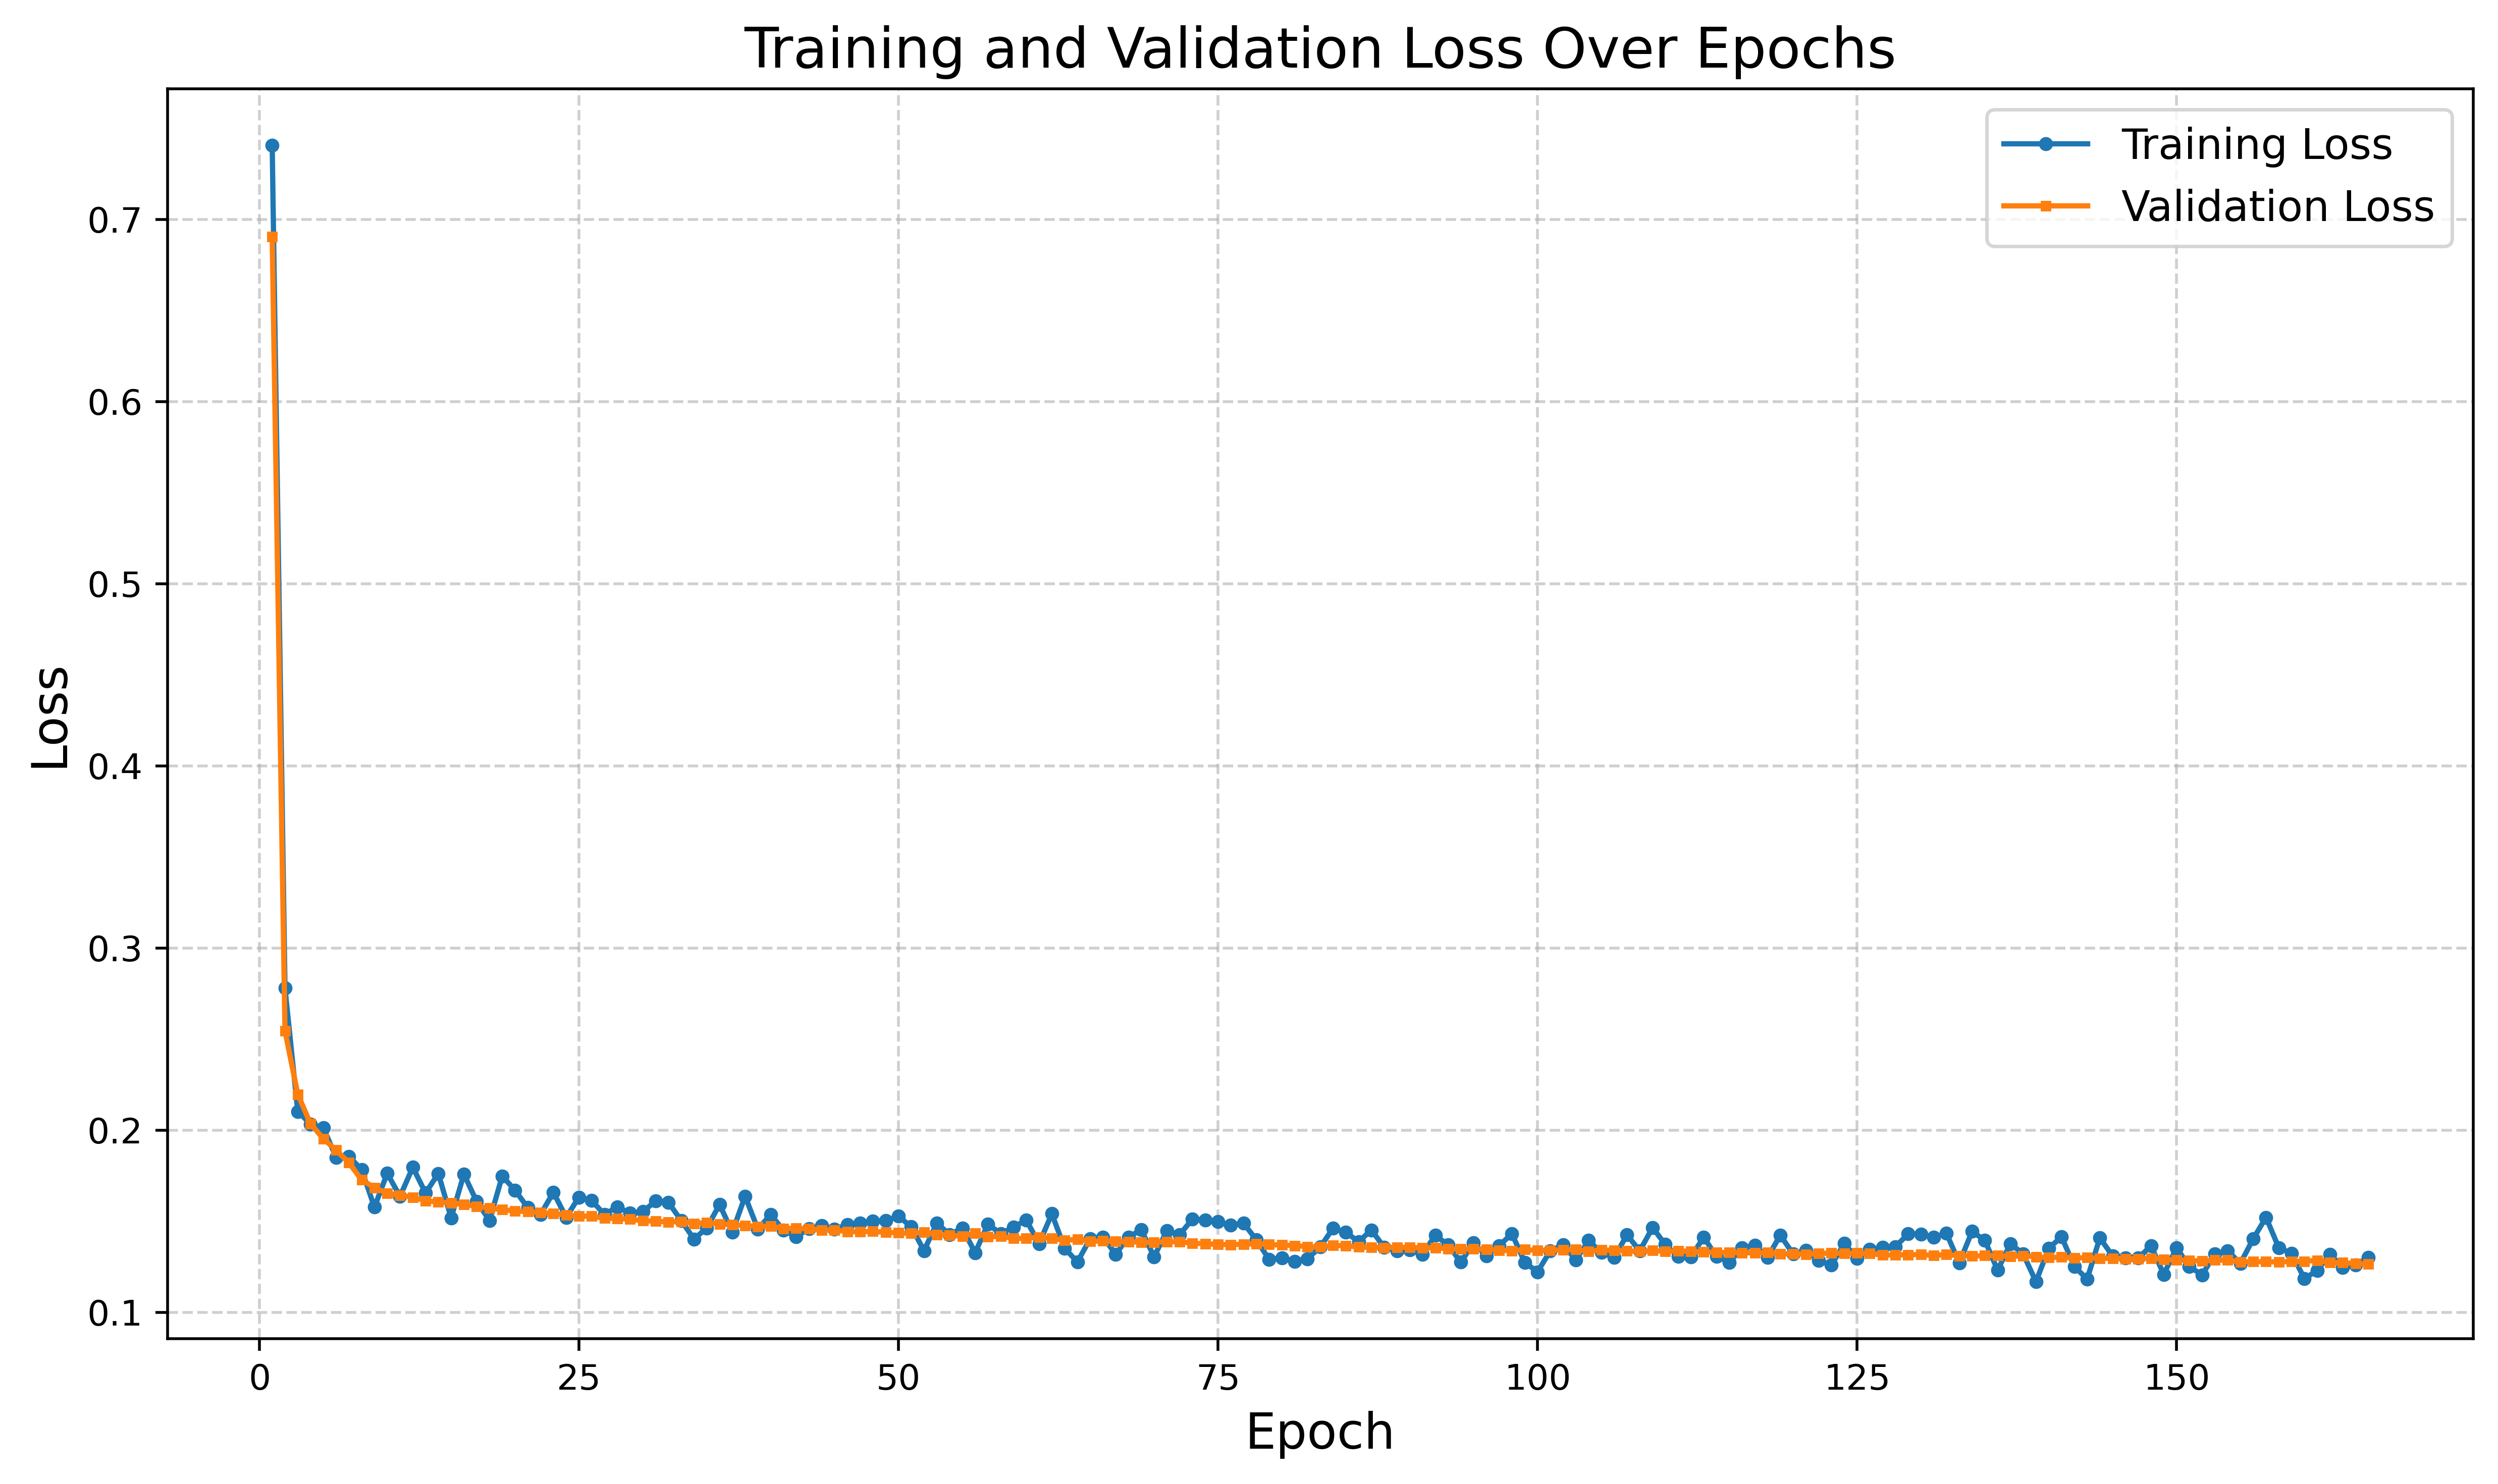 Training and Validation Loss Over Epochs
Training Loss
Validation Loss
Loss
0.7
0.6
0.5
0.4
0.3
0.2
0.1
0 25 50 75 100 125 150
Epoch